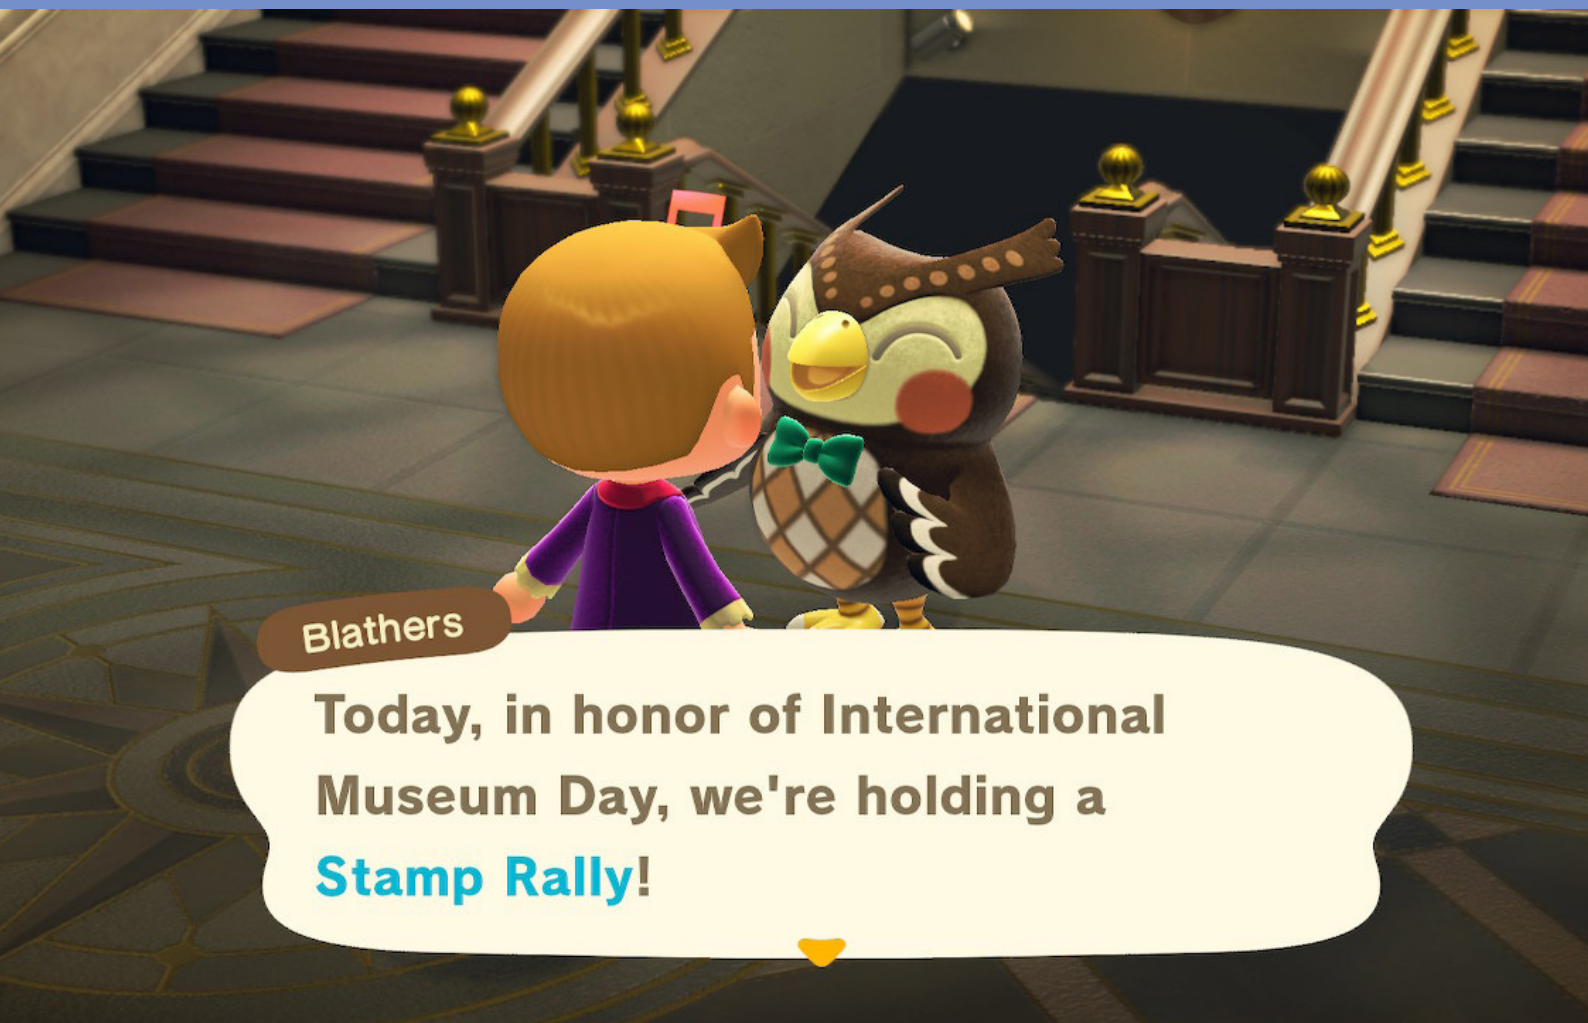 Blathers
Today, in honor of International
Museum Day, we're holding a
Stamp Rally!